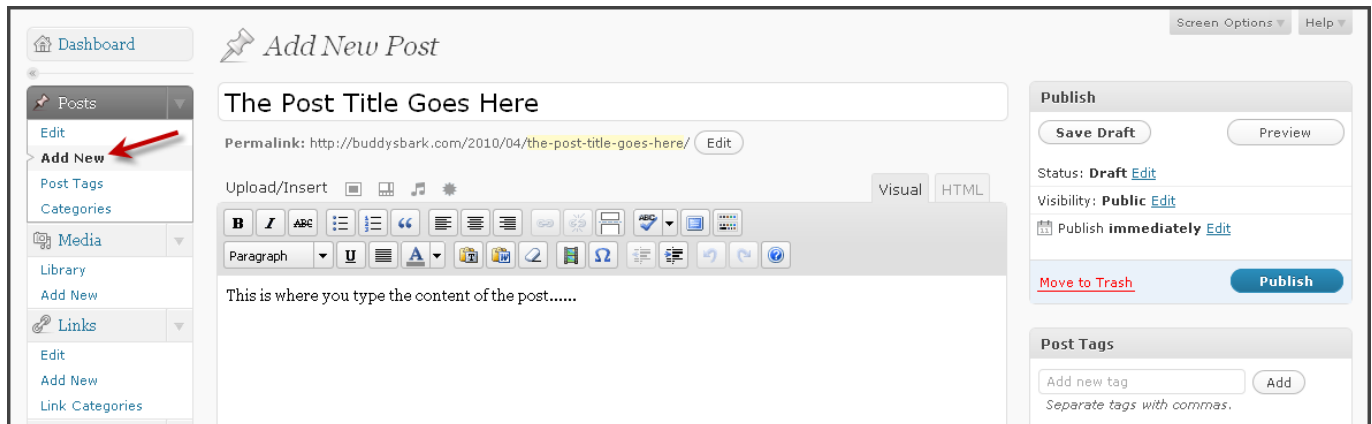 Screen Options Help
Dashboard
Add New Post
Posts
Edit
Add New
Post Tags
Categories
Media
Library
Add New
Links
Edit
Add New
Link Categories
The Post Title Goes Here
Permalink: http://buddysbark.com/2010/04/the-post-title-goes-here/ Edit
Upload/Insert Visual HTML
B I ABC ABC
Paragraph U A T W Ω ?
This is where you type the content of the post......
Publish
Save Draft Preview
Status: Draft Edit
Visibility: Public Edit
Publish immediately Edit
Move to Trash Publish
Post Tags
Add new tag Add
Separate tags with commas.